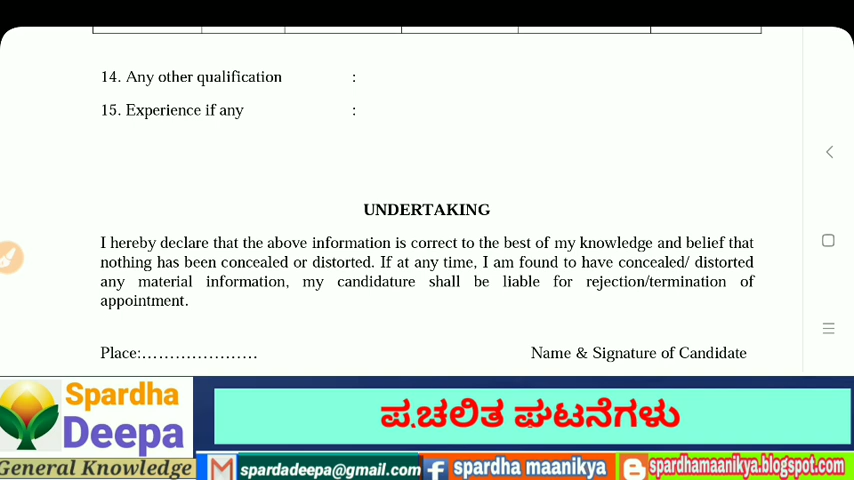 14. Any other qualification :
15. Experience if any :
UNDERTAKING
I hereby declare that the above information is correct to the best of my knowledge and belief that
nothing has been concealed or distorted. If at any time, I am found to have concealed/ distorted
any material information, my candidature shall be liable for rejection/termination of
appointment.
Place:..................... Name & Signature of Candidate
Spardha
Deepa
General Knowledge
ಪ್ರಚಲಿತ ಘಟನೆಗಳು
spardadeepa@gmail.com
spardha maanikya
spardhamaanikya.blogspot.com